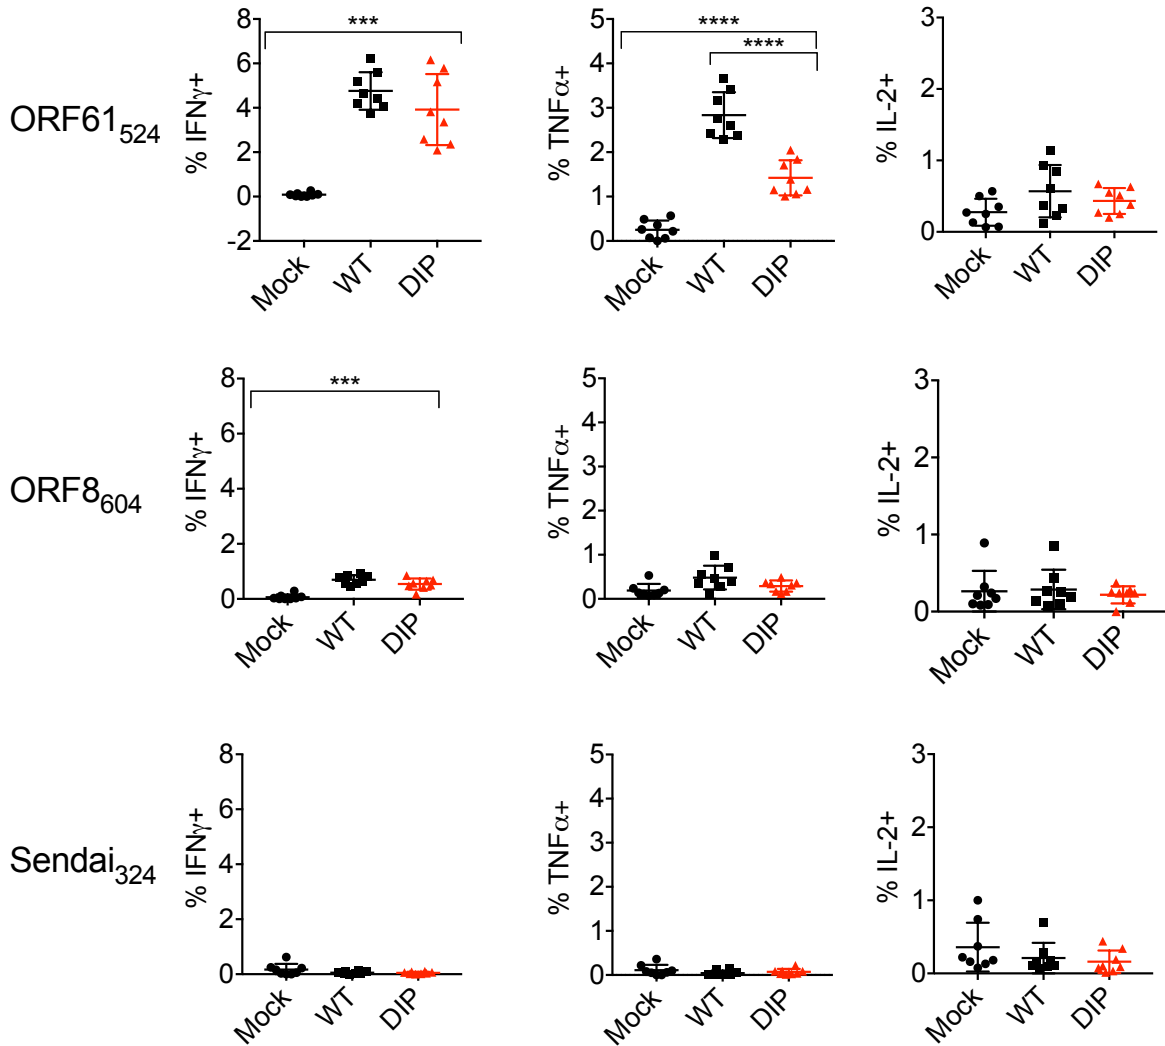 ORF61524
% IFNγ+
8
6
4
2
0
-2
***
Mock
WT
DIP
% TNFα+
5
4
3
2
1
0
****
****
Mock
WT
DIP
% IL-2+
3
2
1
0
Mock
WT
DIP
ORF8604
% IFNγ+
8
6
4
2
0
***
Mock
WT
DIP
% TNFα+
5
4
3
2
1
0
Mock
WT
DIP
% IL-2+
3
2
1
0
Mock
WT
DIP
Sendai324
% IFNγ+
8
6
4
2
0
Mock
WT
DIP
% TNFα+
5
4
3
2
1
0
Mock
WT
DIP
% IL-2+
3
2
1
0
Mock
WT
DIP